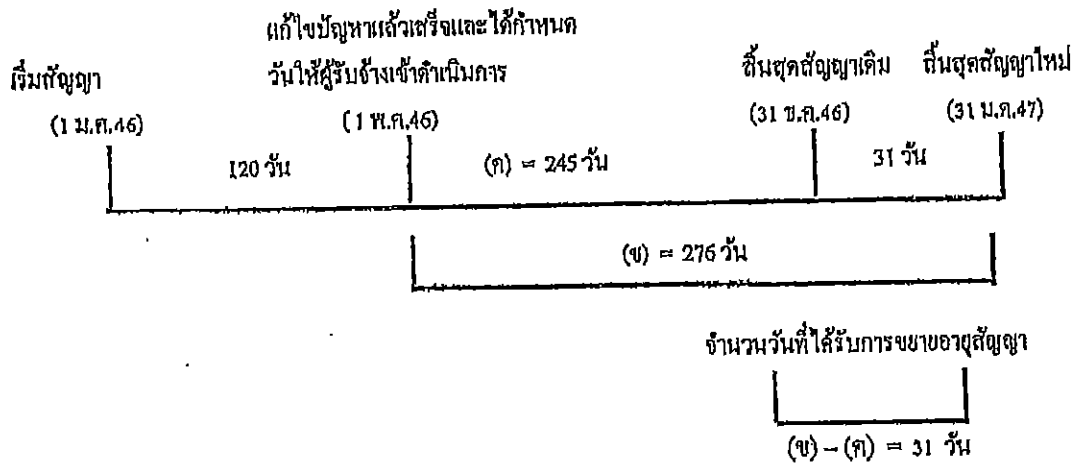 แก้ไขปัญหาแล้วเสร็จและได้กำหนด
วันให้ผู้รับจ้างเข้าดำเนินการ
เริ่มสัญญา
สิ้นสุดสัญญาเดิม
สิ้นสุดสัญญาใหม่
(1 ม.ค.46)
(1 พ.ค.46)
(31 ธ.ค.46)
(31 ม.ค.47)
120 วัน
(ค) = 245 วัน
31 วัน
(ข) = 276 วัน
จำนวนวันที่ได้รับการขยายอายุสัญญา
(ข) – (ค) = 31 วัน